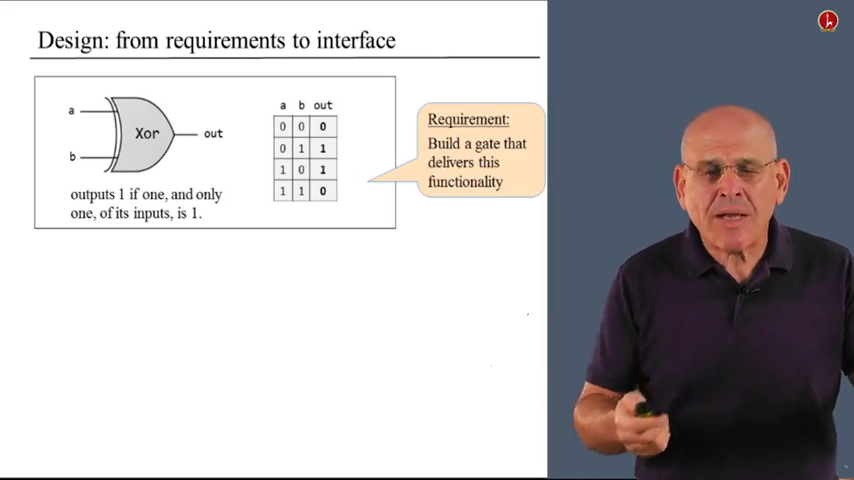 Design: from requirements to interface
a
b
Xor
out
outputs 1 if one, and only
one, of its inputs, is 1.
a b out
0 0 0
0 1 1
1 0 1
1 1 0
Requirement:
Build a gate that
delivers this
functionality